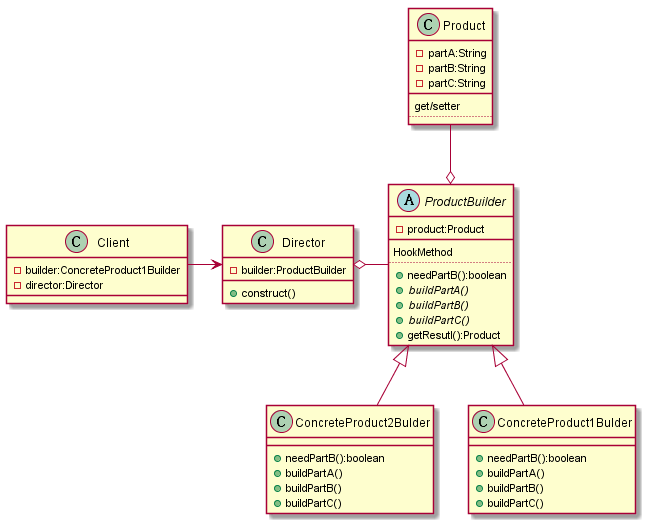 C Product
partA:String
partB:String
partC:String
get/setter
A ProductBuilder
product:Product
HookMethod
needPartB():boolean
buildPartA()
buildPartB()
buildPartC()
getResutl():Product
C Client
builder:ConcreteProduct1Builder
director:Director
C Director
builder:ProductBuilder
construct()
C ConcreteProduct2Bulder
needPartB():boolean
buildPartA()
buildPartB()
buildPartC()
C ConcreteProduct1Bulder
needPartB():boolean
buildPartA()
buildPartB()
buildPartC()